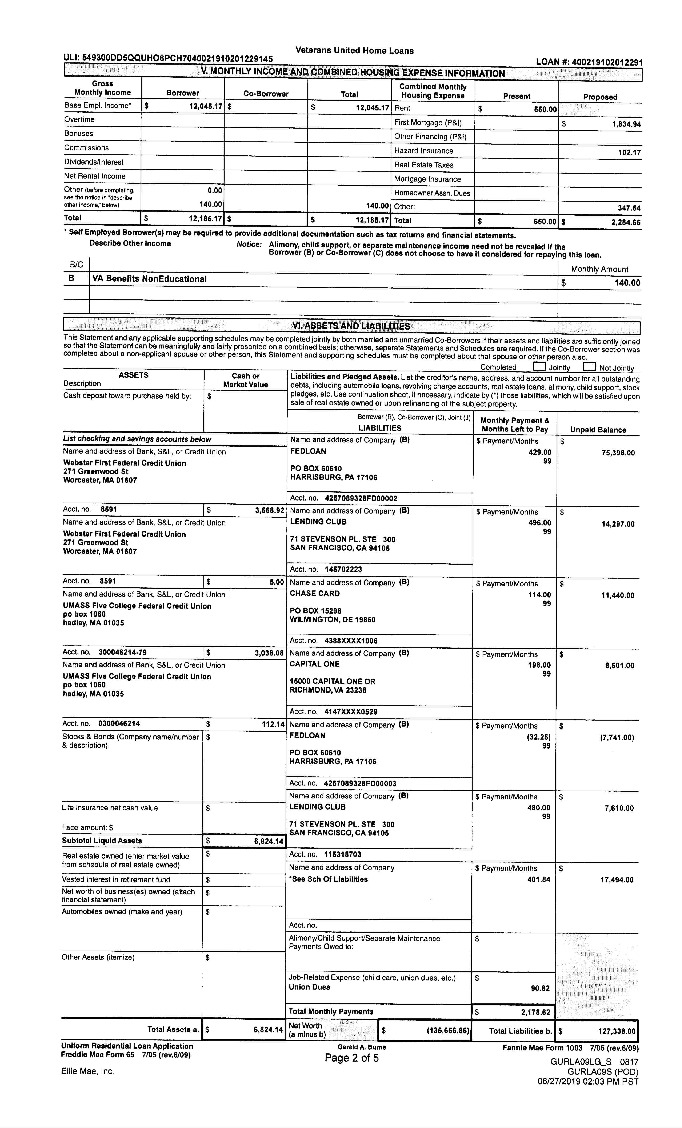 Veterans United Home Loans
ULI: 549300DD5QQUHO6PCH7040021910201229145
LOAN #: 400219102012291
V. MONTHLY INCOME AND COMBINED HOUSING EXPENSE INFORMATION
Gross Monthly Income Borrower Co-Borrower Total Combined Monthly Housing Expense Present Proposed
Base Empl. Income* $ 12,045.17 $ $ 12,045.17 Rent $ 550.00
Overtime First Mortgage (P&I) $ 1,834.94
Bonuses Other Financing (P&I)
Commissions Hazard Insurance 102.17
Dividends/Interest Real Estate Taxes
Net Rental Income Mortgage Insurance
Other (before completing, see the notice in "describe other income," below) 0.00 Homeowner Assn. Dues
140.00 140.00 Other: 347.54
Total $ 12,185.17 $ $ 12,185.17 Total $ 550.00 $ 2,284.65
* Self Employed Borrower(s) may be required to provide additional documentation such as tax returns and financial statements.
Describe Other Income Notice: Alimony, child support, or separate maintenance income need not be revealed if the
Borrower (B) or Co-Borrower (C) does not choose to have it considered for repaying this loan.
B/C Monthly Amount
B VA Benefits NonEducational $ 140.00
VI. ASSETS AND LIABILITIES
This Statement and any applicable supporting schedules may be completed jointly by both married and unmarried Co-Borrowers if their assets and liabilities are sufficiently joined
so that the Statement can be meaningfully and fairly presented on a combined basis; otherwise, separate Statements and Schedules are required. If the Co-Borrower section was
completed about a non-applicant spouse or other person, this Statement and supporting schedules must be completed about that spouse or other person also.
Completed Jointly Not Jointly
ASSETS
Description
Cash or Market Value
Cash deposit toward purchase held by: $
Liabilities and Pledged Assets. List the creditor's name, address, and account number for all outstanding
debts, including automobile loans, revolving charge accounts, real estate loans, alimony, child support, stock
pledges, etc. Use continuation sheet, if necessary. Indicate by (*) those liabilities, which will be satisfied upon
sale of real estate owned or upon refinancing of the subject property.
Borrower (B), Co-Borrower (C), Joint (J)
LIABILITIES
Monthly Payment & Months Left to Pay
Unpaid Balance
List checking and savings accounts below
Name and address of Bank, S&L, or Credit Union
Webster First Federal Credit Union
271 Greenwood St
Worcester, MA 01607
Acct. no. 8591 $ 3,668.92
Name and address of Company (B) $ Payment/Months $
FEDLOAN 429.00 75,398.00
99
PO BOX 60610
HARRISBURG, PA 17106
Acct. no. 4257089328FD00002
Name and address of Bank, S&L, or Credit Union
Webster First Federal Credit Union
271 Greenwood St
Worcester, MA 01607
Acct. no. 8591 $ 5.00
Name and address of Company (B) $ Payment/Months $
LENDING CLUB 496.00 14,297.00
99
71 STEVENSON PL. STE 300
SAN FRANCISCO, CA 94105
Acct. no. 146702223
Name and address of Bank, S&L, or Credit Union
UMASS Five College Federal Credit Union
po box 1060
hadley, MA 01035
Acct. no. 300046214-79 $ 3,038.08
Name and address of Company (B) $ Payment/Months $
CHASE CARD 114.00 11,440.00
99
PO BOX 15298
WILMINGTON, DE 19850
Acct. no. 4388XXXX1006
Name and address of Bank, S&L, or Credit Union
UMASS Five College Federal Credit Union
po box 1060
hadley, MA 01035
Acct. no. 0300046214 $ 112.14
Name and address of Company (B) $ Payment/Months $
CAPITAL ONE 198.00 8,501.00
99
15000 CAPITAL ONE DR
RICHMOND, VA 23238
Acct. no. 4147XXXX0529
Stocks & Bonds (Company name/number & description) $
Name and address of Company (B) $ Payment/Months $
FEDLOAN (32.26) (7,741.00)
99
PO BOX 60610
HARRISBURG, PA 17106
Acct. no. 4257089328FD00003
Life insurance net cash value $
Face amount: $
Subtotal Liquid Assets $ 6,824.14
Name and address of Company (B) $ Payment/Months $
LENDING CLUB 480.00 7,610.00
99
71 STEVENSON PL. STE 300
SAN FRANCISCO, CA 94105
Acct. no. 115315703
Real estate owned (enter market value from schedule of real estate owned) $
Vested interest in retirement fund $
Net worth of business(es) owned (attach financial statement) $
Automobiles owned (make and year) $
Name and address of Company $ Payment/Months $
*See Sch Of Liabilities 401.84 17,494.00
Acct. no.
Alimony/Child Support/Separate Maintenance Payments Owed to: $
Other Assets (itemize) $
Job-Related Expense (child care, union dues, etc.) $
Union Dues 90.82
Total Monthly Payments $ 2,178.62
Total Assets a. $ 6,824.14 Net Worth (a minus b) $ (136,666.86) Total Liabilities b. $ 127,338.00
Uniform Residential Loan Application
Freddie Mac Form 65 7/05 (rev.6/09)
Gerald A. Burns
Page 2 of 5
Fannie Mae Form 1003 7/05 (rev.6/09)
Ellie Mae, Inc.
GURLA09LG_S 0817
GURLA09S (POD)
06/27/2019 02:03 PM PST